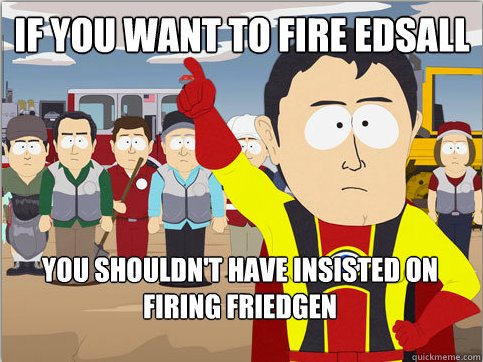 IF YOU WANT TO FIRE EDSALL
YOU SHOULDN'T HAVE INSISTED ON
FIRING FRIEDGEN
quickmeme.com